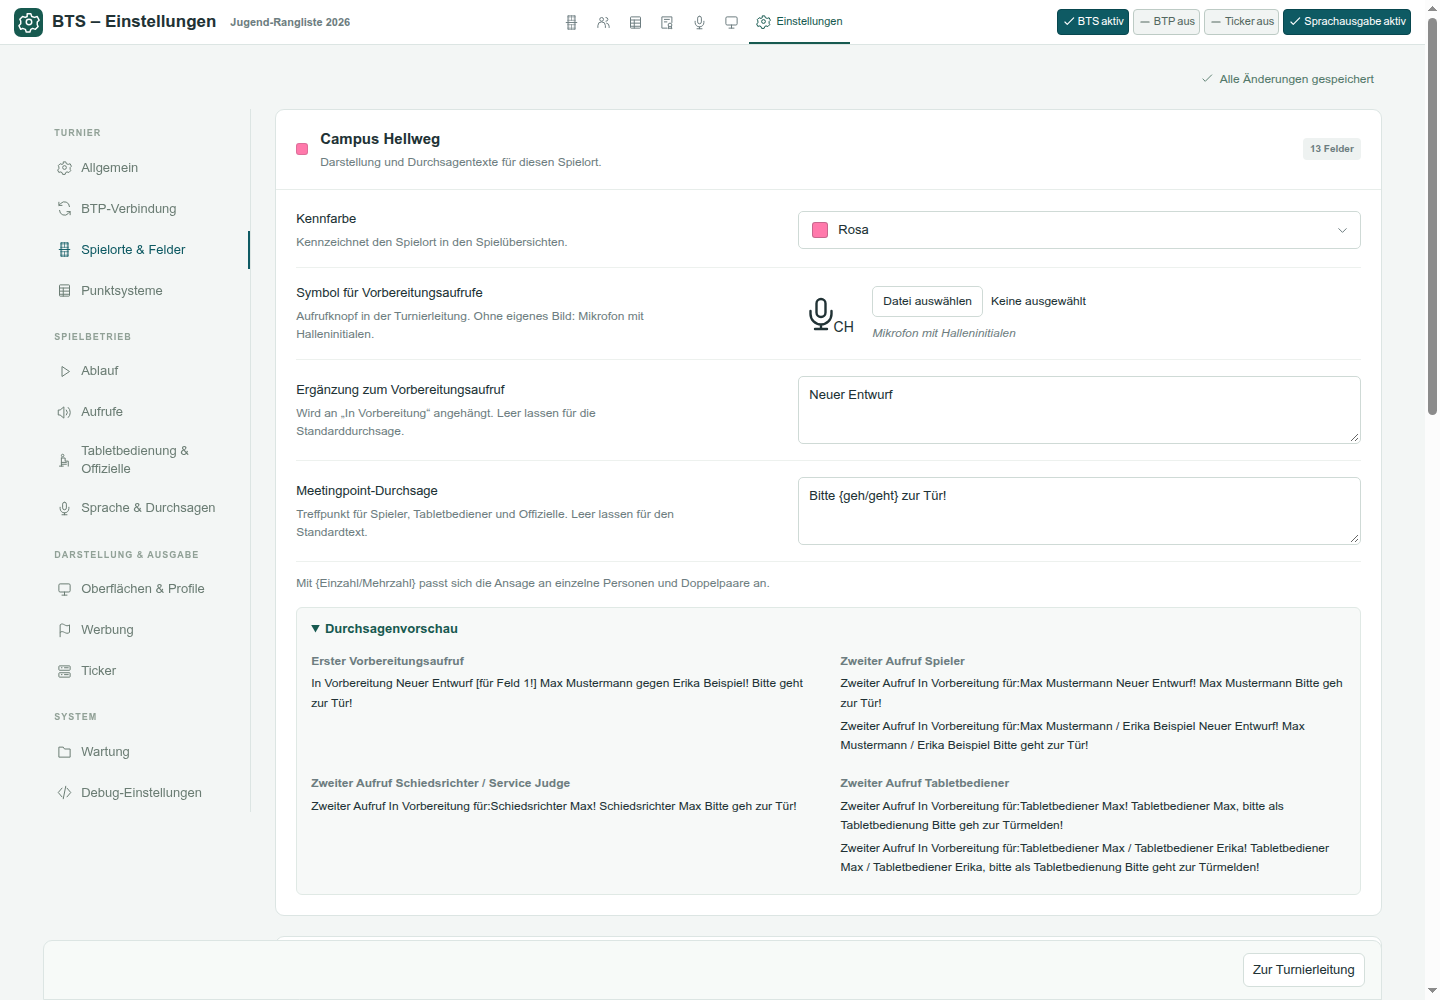 BTS – Einstellungen
Jugend-Rangliste 2026
Einstellungen
BTS aktiv
BTP aus
Ticker aus
Sprachausgabe aktiv
Alle Änderungen gespeichert
TURNIER
Allgemein
BTP-Verbindung
Spielorte & Felder
Punktsysteme
SPIELBETRIEB
Ablauf
Aufrufe
Tabletbedienung &
Offizielle
Sprache & Durchsagen
DARSTELLUNG & AUSGABE
Oberflächen & Profile
Werbung
Ticker
SYSTEM
Wartung
Debug-Einstellungen
Campus Hellweg
Darstellung und Durchsagentexte für diesen Spielort.
13 Felder
Kennfarbe
Kennzeichnet den Spielort in den Spielübersichten.
Rosa
Symbol für Vorbereitungsaufrufe
Aufrufknopf in der Turnierleitung. Ohne eigenes Bild: Mikrofon mit
Halleninitialen.
CH
Datei auswählen
Keine ausgewählt
Mikrofon mit Halleninitialen
Ergänzung zum Vorbereitungsaufruf
Wird an „In Vorbereitung“ angehängt. Leer lassen für die
Standarddurchsage.
Neuer Entwurf
Meetingpoint-Durchsage
Treffpunkt für Spieler, Tabletbediener und Offizielle. Leer lassen für den
Standardtext.
Bitte {geh/geht} zur Tür!
Mit {Einzahl/Mehrzahl} passt sich die Ansage an einzelne Personen und Doppelpaare an.
Durchsagenvorschau
Erster Vorbereitungsaufruf
In Vorbereitung Neuer Entwurf [für Feld 1!] Max Mustermann gegen Erika Beispiel! Bitte geht
zur Tür!
Zweiter Aufruf Spieler
Zweiter Aufruf In Vorbereitung für:Max Mustermann Neuer Entwurf! Max Mustermann Bitte geh
zur Tür!
Zweiter Aufruf In Vorbereitung für:Max Mustermann / Erika Beispiel Neuer Entwurf! Max
Mustermann / Erika Beispiel Bitte geht zur Tür!
Zweiter Aufruf Schiedsrichter / Service Judge
Zweiter Aufruf In Vorbereitung für:Schiedsrichter Max! Schiedsrichter Max Bitte geh zur Tür!
Zweiter Aufruf Tabletbediener
Zweiter Aufruf In Vorbereitung für:Tabletbediener Max! Tabletbediener Max, bitte als
Tabletbedienung Bitte geh zur Türmelden!
Zweiter Aufruf In Vorbereitung für:Tabletbediener Max / Tabletbediener Erika! Tabletbediener
Max / Tabletbediener Erika, bitte als Tabletbedienung Bitte geht zur Türmelden!
Zur Turnierleitung